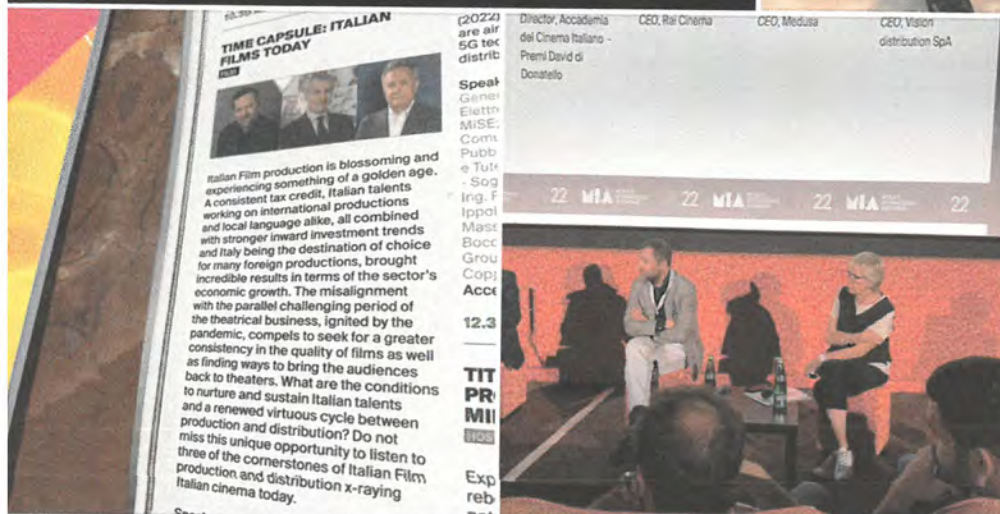 TIME CAPSULE: ITALIAN
FILMS TODAY
FILM
Italian Film production is blossoming and
experiencing something of a golden age.
A consistent tax credit, Italian talents
working on international productions
and local language alike, all combined
with stronger inward investment trends
and Italy being the destination of choice
for many foreign productions, brought
incredible results in terms of the sector's
economic growth. The misalignment
with the parallel challenging period of
the theatrical business, ignited by the
pandemic, compels to seek for a greater
consistency in the quality of films as well
as finding ways to bring the audiences
back to theaters. What are the conditions
to nurture and sustain Italian talents
and a renewed virtuous cycle between
production and distribution? Do not
miss this unique opportunity to listen to
three of the cornerstones of Italian Film
production and distribution x-raying
Italian cinema today.
(2022)
are air
5G tec
distrib
Speak
Gener
Elettr
MiSE,
Comu
Pubb
e Tute
- Sog
Ing. F
Ippol
Mass
Bocc
Grou
Copp
Acce
12.3
TIT
PR
MI
Exp
reb
Director, Accademia
del Cinema Italiano -
Premi David di
Donatello
CEO, Rai Cinema
CEO, Medusa
CEO, Vision
distribution SpA
22 MIA 22 MIA 22 MIA 22